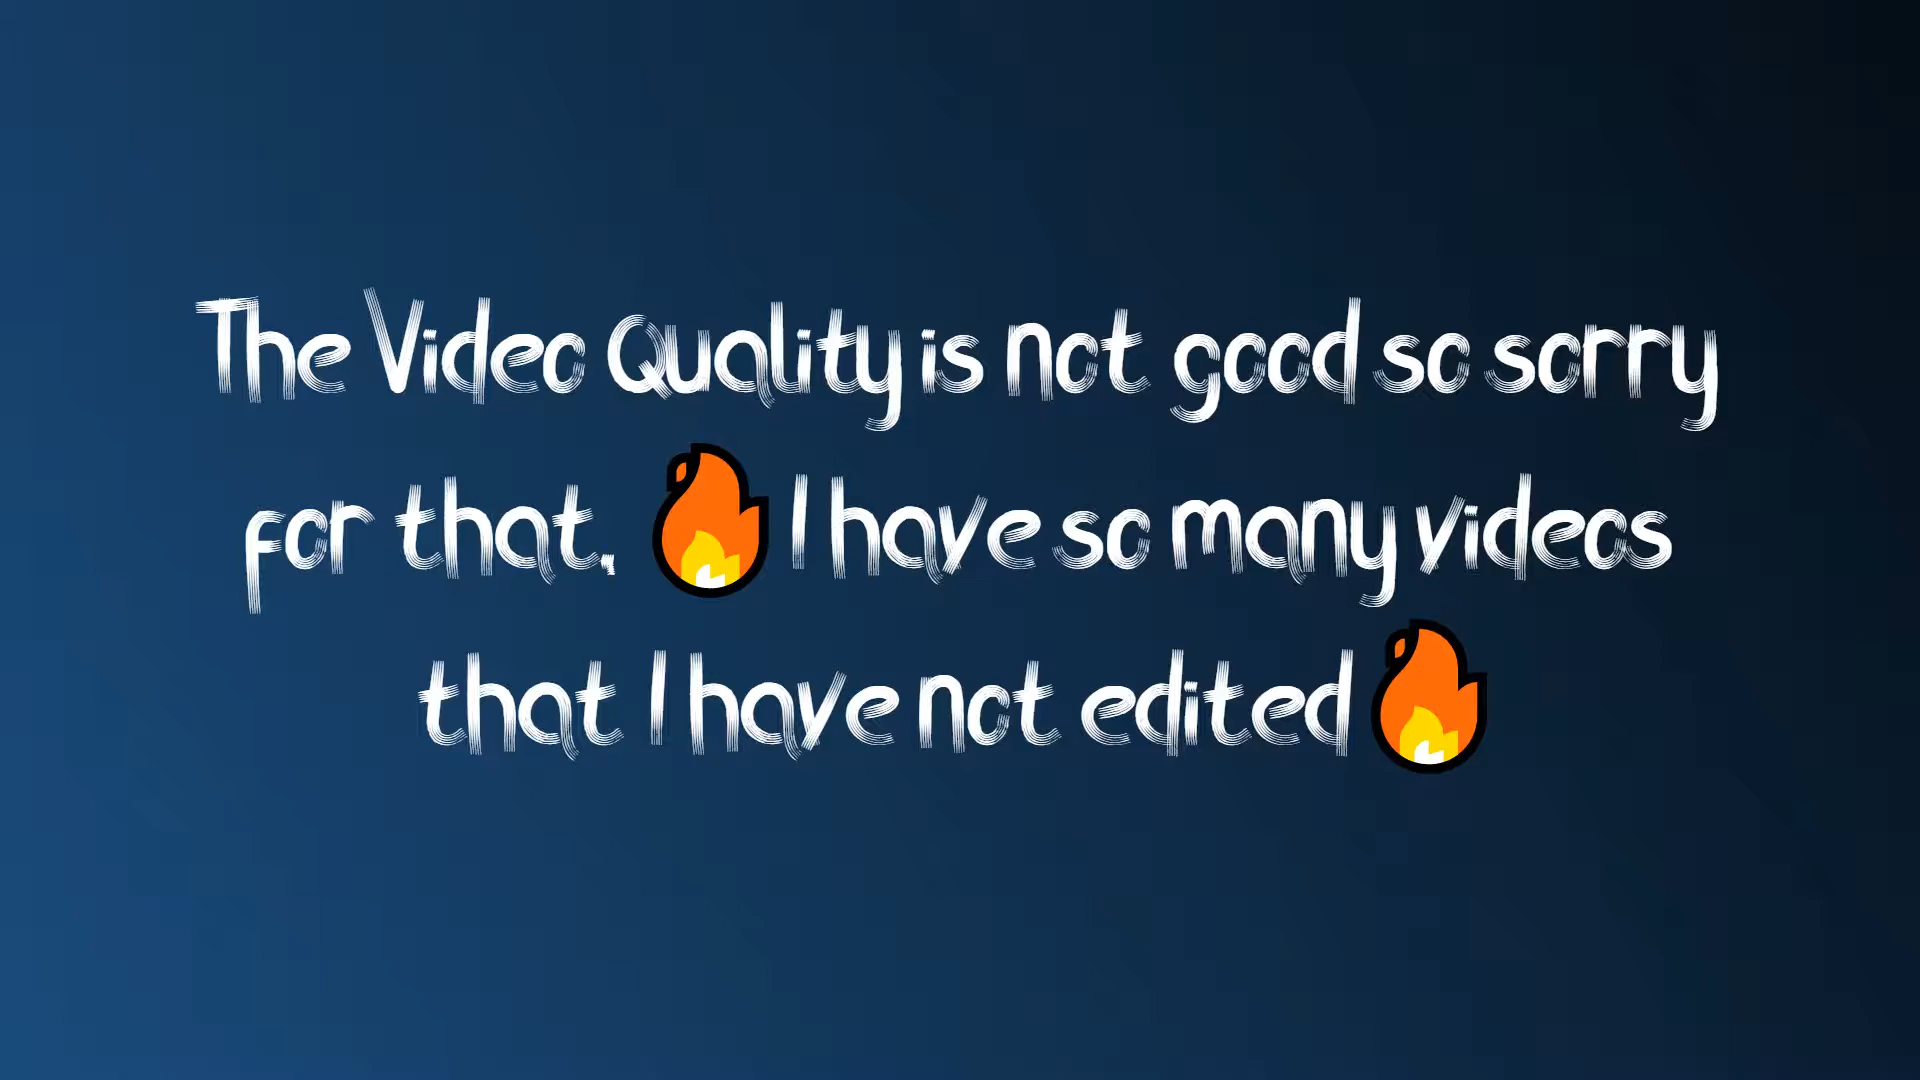 The Video Quality is not good so sorry
for that. 🔥 I have so many videos
that I have not edited 🔥